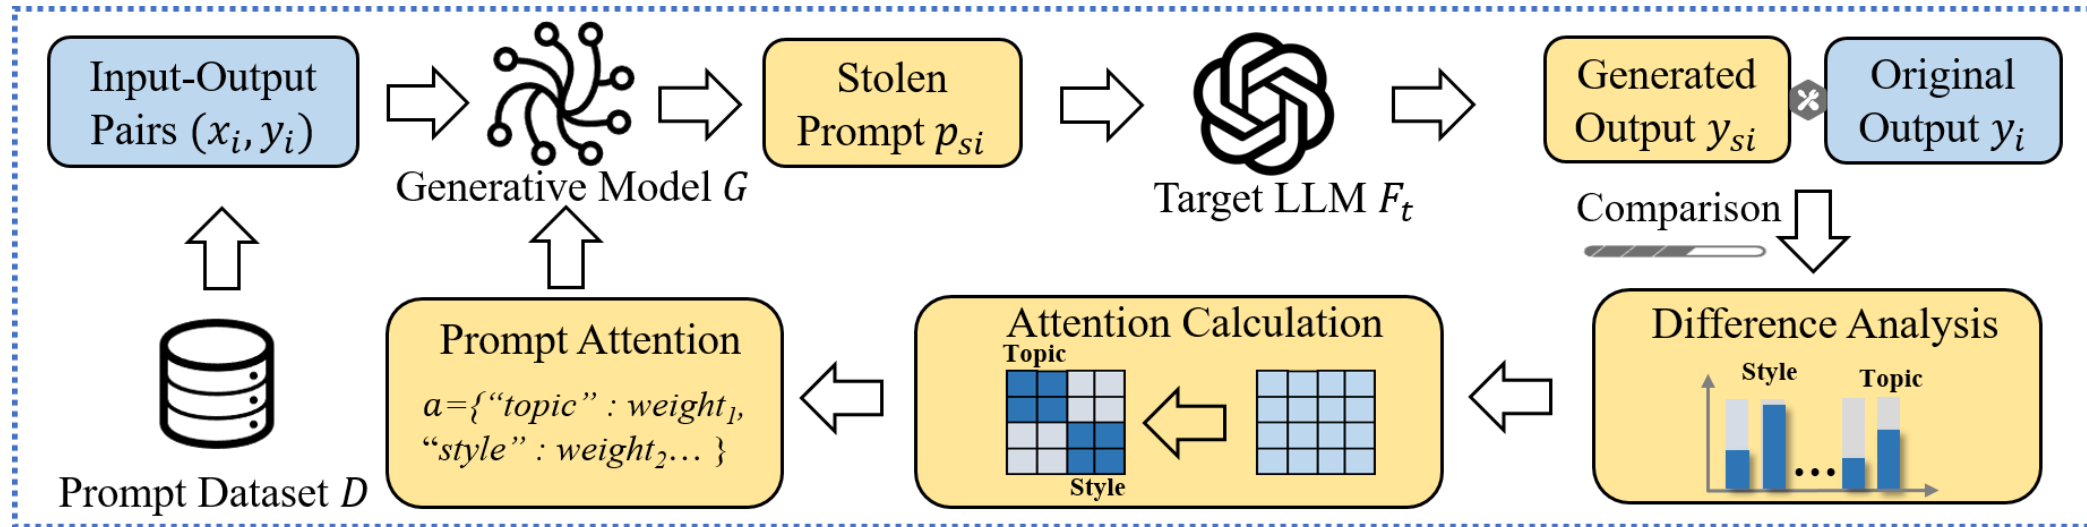 Input-Output
Pairs (xᵢ, yᵢ)
Generative Model G
Stolen
Prompt pₛᵢ
Target LLM Fₜ
Generated
Output yₛᵢ
Original
Output yᵢ
Comparison
Difference Analysis
Style
Topic
...
Attention Calculation
Topic
Style
Prompt Attention
a={“topic” : weight₁,
“style” : weight₂... }
Prompt Dataset D